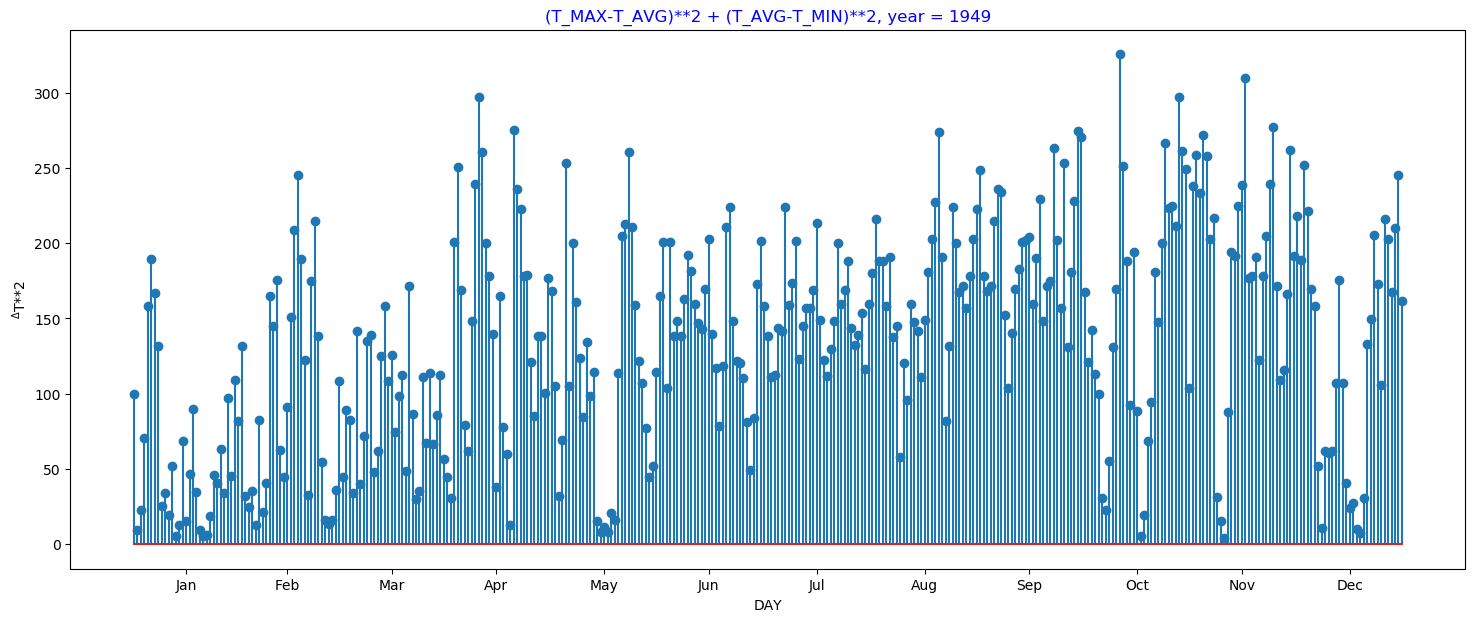 (T_MAX-T_AVG)**2 + (T_AVG-T_MIN)**2, year = 1949
ΔT**2
300
250
200
150
100
50
0
Jan Feb Mar Apr May Jun Jul Aug Sep Oct Nov Dec
DAY